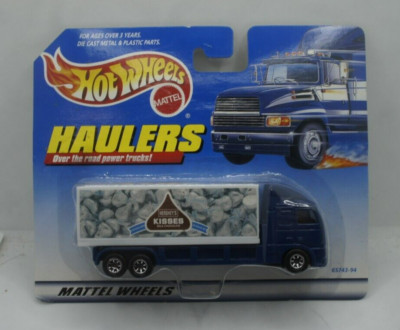 FOR AGES OVER 3 YEARS.
DIE CAST METAL & PLASTIC PARTS.
Hot Wheels
MATTEL
®
HAULERS
Over the road power trucks!
HERSHEY'S
KISSES
MATTEL WHEELS